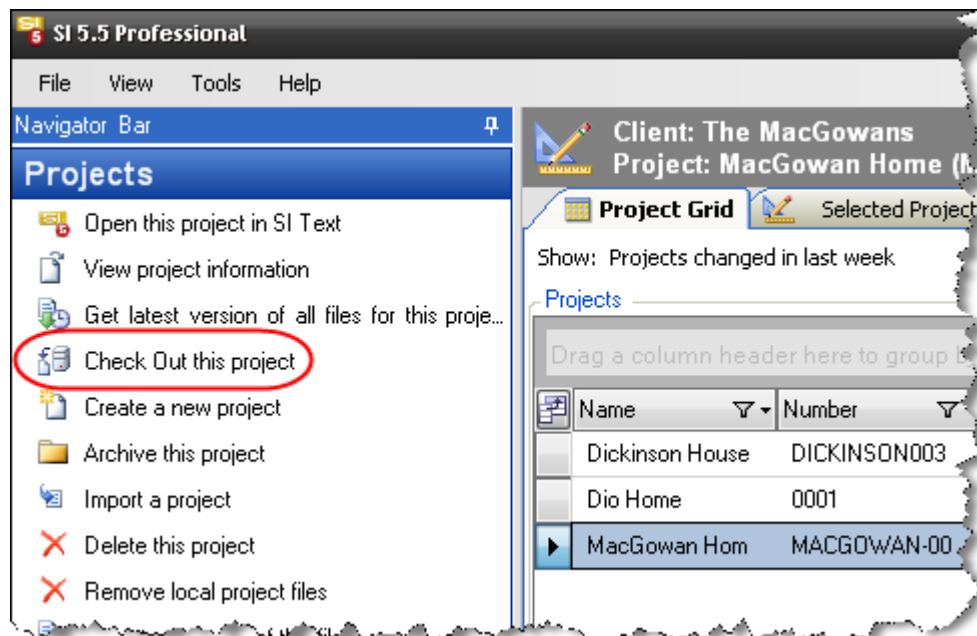 SI 5.5 Professional
File View Tools Help
Navigator Bar
Projects
Open this project in SI Text
View project information
Get latest version of all files for this proje...
Check Out this project
Create a new project
Archive this project
Import a project
Delete this project
Remove local project files
Client: The MacGowans
Project: MacGowan Home
Project Grid Selected Project
Show: Projects changed in last week
Projects
Drag a column header here to group
Name Number
Dickinson House DICKINSON003
Dio Home 0001
MacGowan Hom MACGOWAN-00